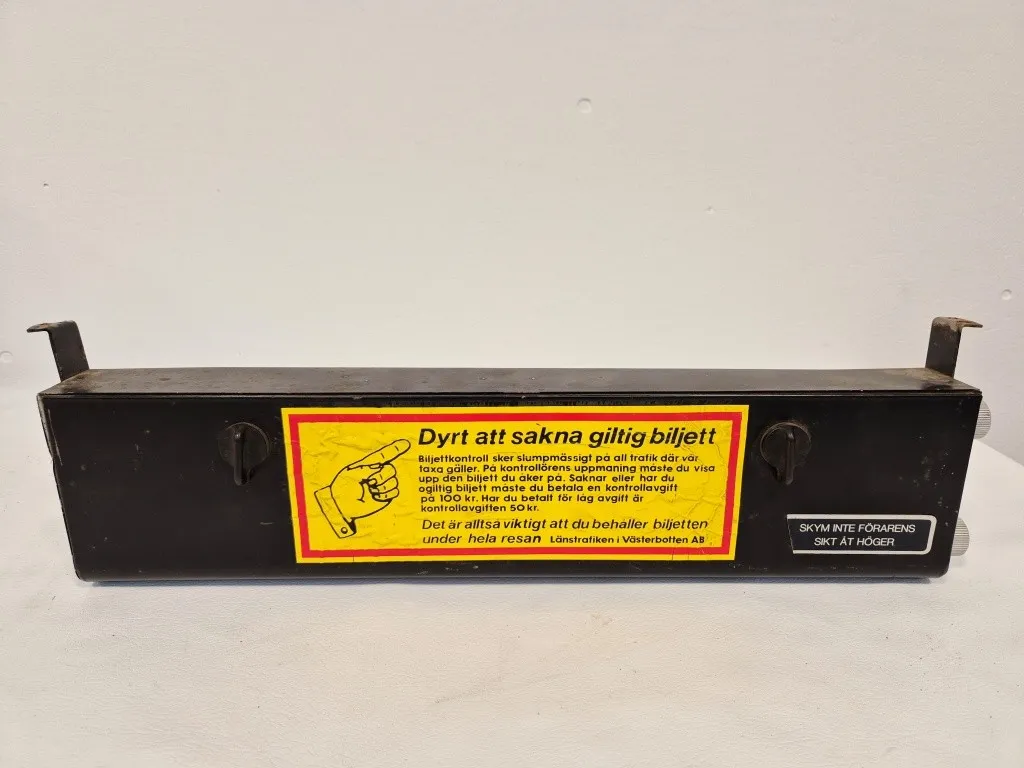 Dyrt att sakna giltig biljett
Biljettkontroll sker slumpmässigt på all trafik där vår
taxa gäller. På kontrollörens uppmaning måste du visa
upp den biljett du åker på. Saknar eller har du
ogiltig biljett måste du betala en kontrollavgift
på 100 kr. Har du betalt för låg avgift är
kontrollavgiften 50 kr.
Det är alltså viktigt att du behåller biljetten
under hela resan Länstrafiken i Västerbotten AB
SKYM INTE FÖRARENS
SIKT ÅT HÖGER